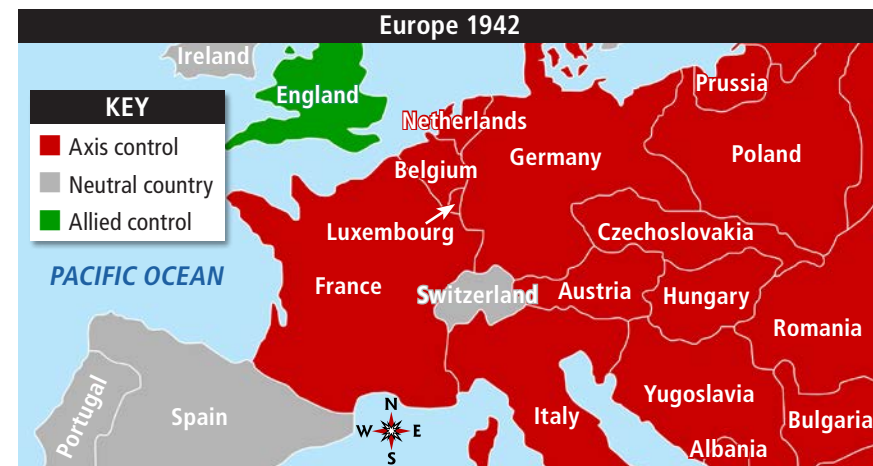 Europe 1942
Ireland
England
KEY
Axis control
Neutral country
Allied control
Prussia
Netherlands
Germany
Poland
Belgium
Luxembourg
Czechoslovakia
PACIFIC OCEAN
France
Switzerland
Austria
Hungary
Romania
Portugal
Spain
N
W
E
S
Italy
Yugoslavia
Bulgaria
Albania